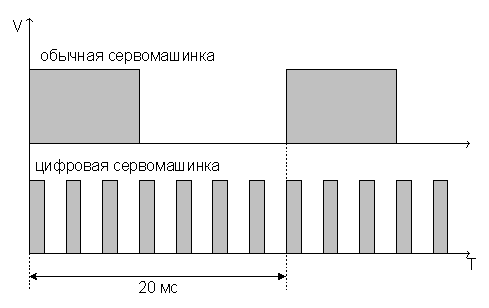 V
обычная сервомашинка
цифровая сервомашинка
T
20 мс